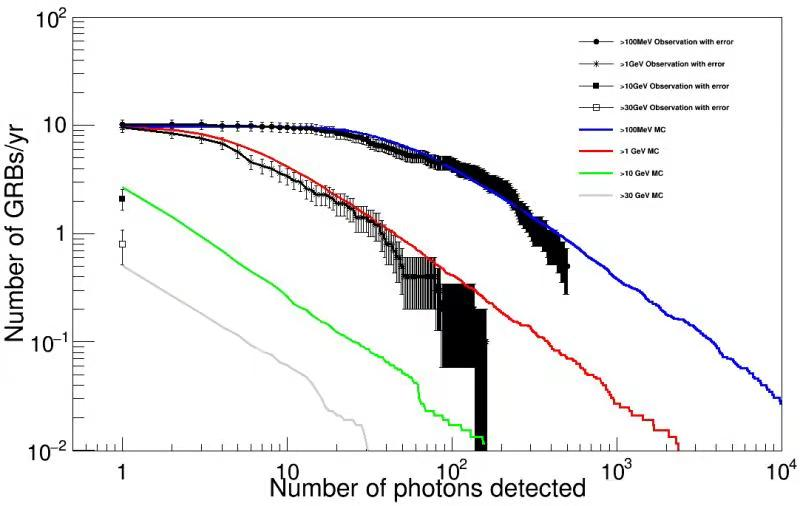 10²
10
1
10⁻¹
10⁻²
Number of GRBs/yr
>100MeV Observation with error
>1GeV Observation with error
>10GeV Observation with error
>30GeV Observation with error
>100MeV MC
>1 GeV MC
>10 GeV MC
>30 GeV MC
1
10
10²
10³
10⁴
Number of photons detected